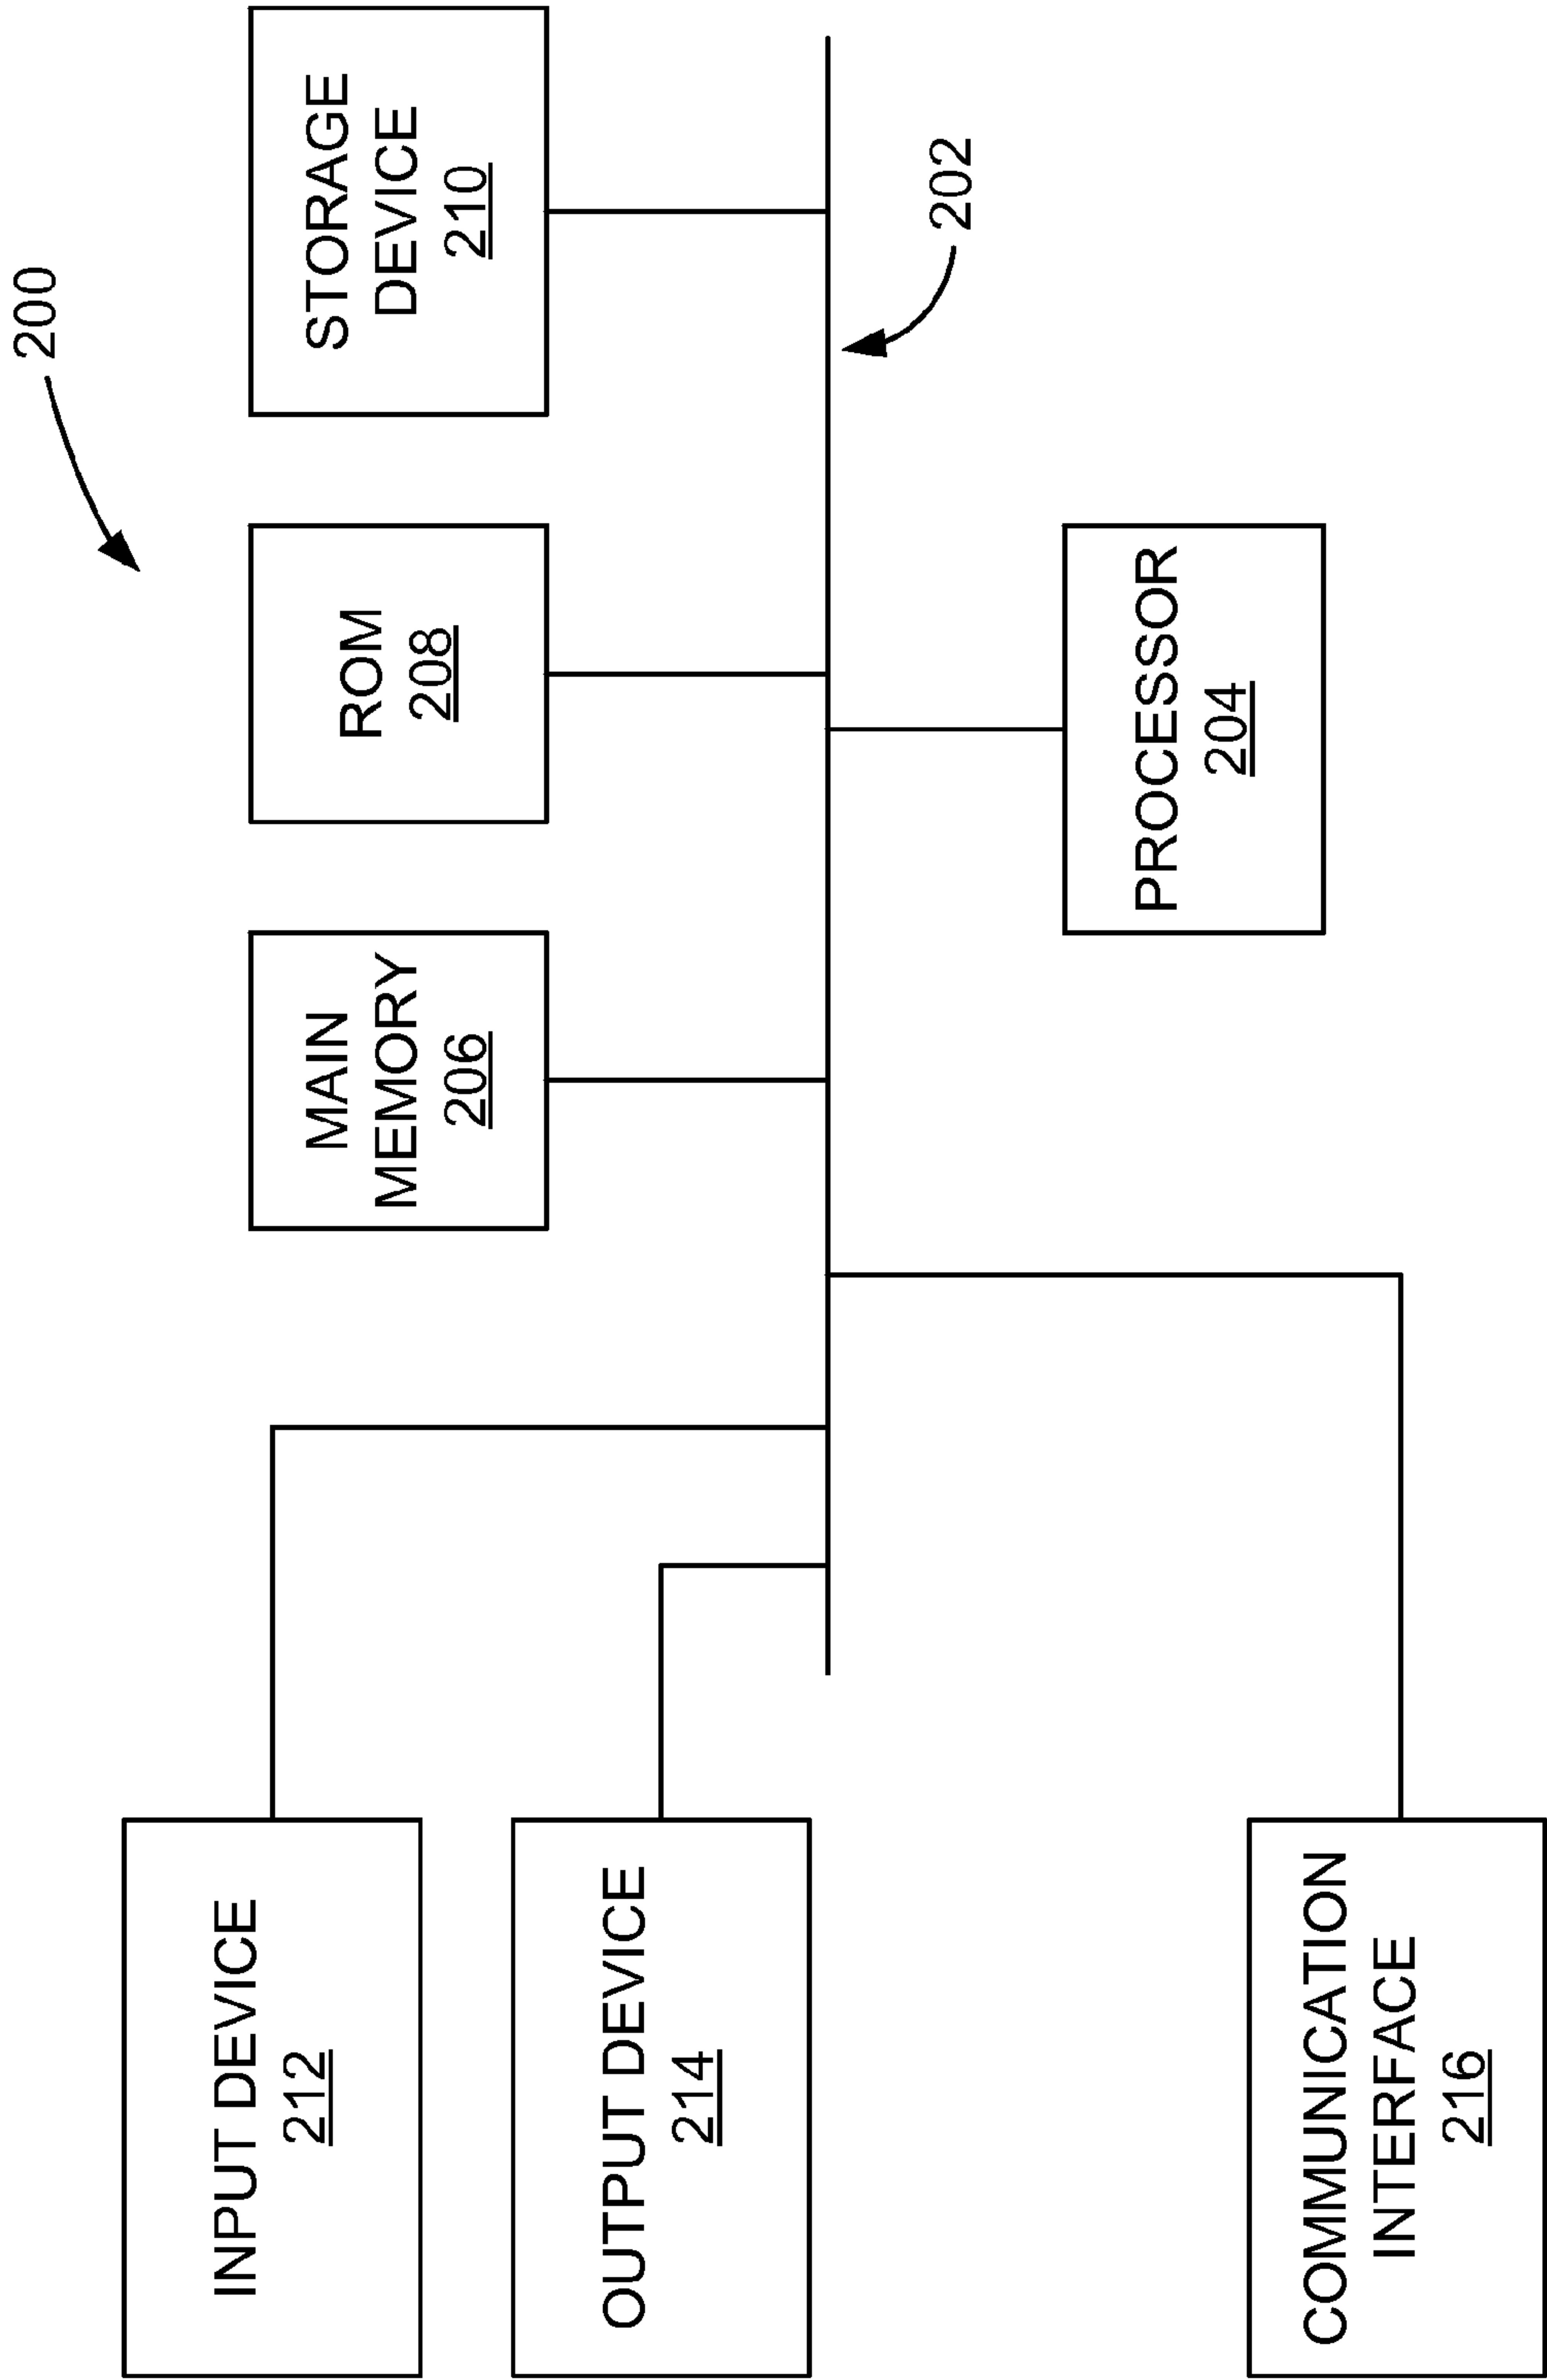 200
INPUT DEVICE
212
MAIN
MEMORY
206
ROM
208
STORAGE
DEVICE
210
OUTPUT DEVICE
214
202
COMMUNICATION
INTERFACE
216
PROCESSOR
204